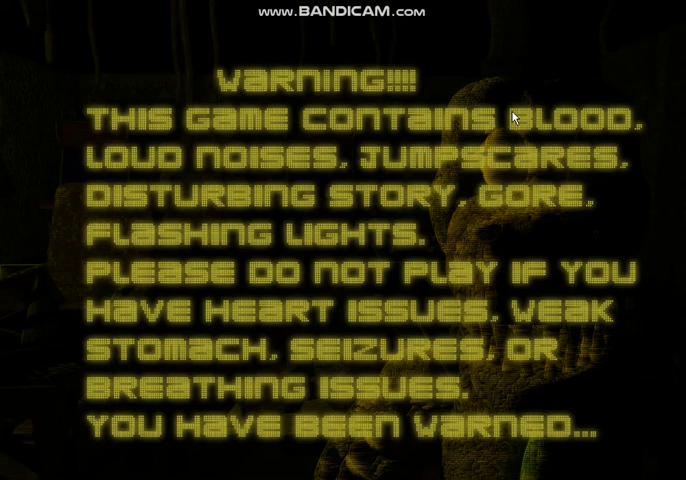 www.BANDICAM.com
WARNING!!!!
THIS GAME CONTAINS BLOOD,
LOUD NOISES, JUMPSCARES,
DISTURBING STORY, GORE,
FLASHING LIGHTS.
PLEASE DO NOT PLAY IF YOU
HAVE HEART ISSUES, WEAK
STOMACH, SEIZURES, OR
BREATHING ISSUES.
YOU HAVE BEEN WARNED...